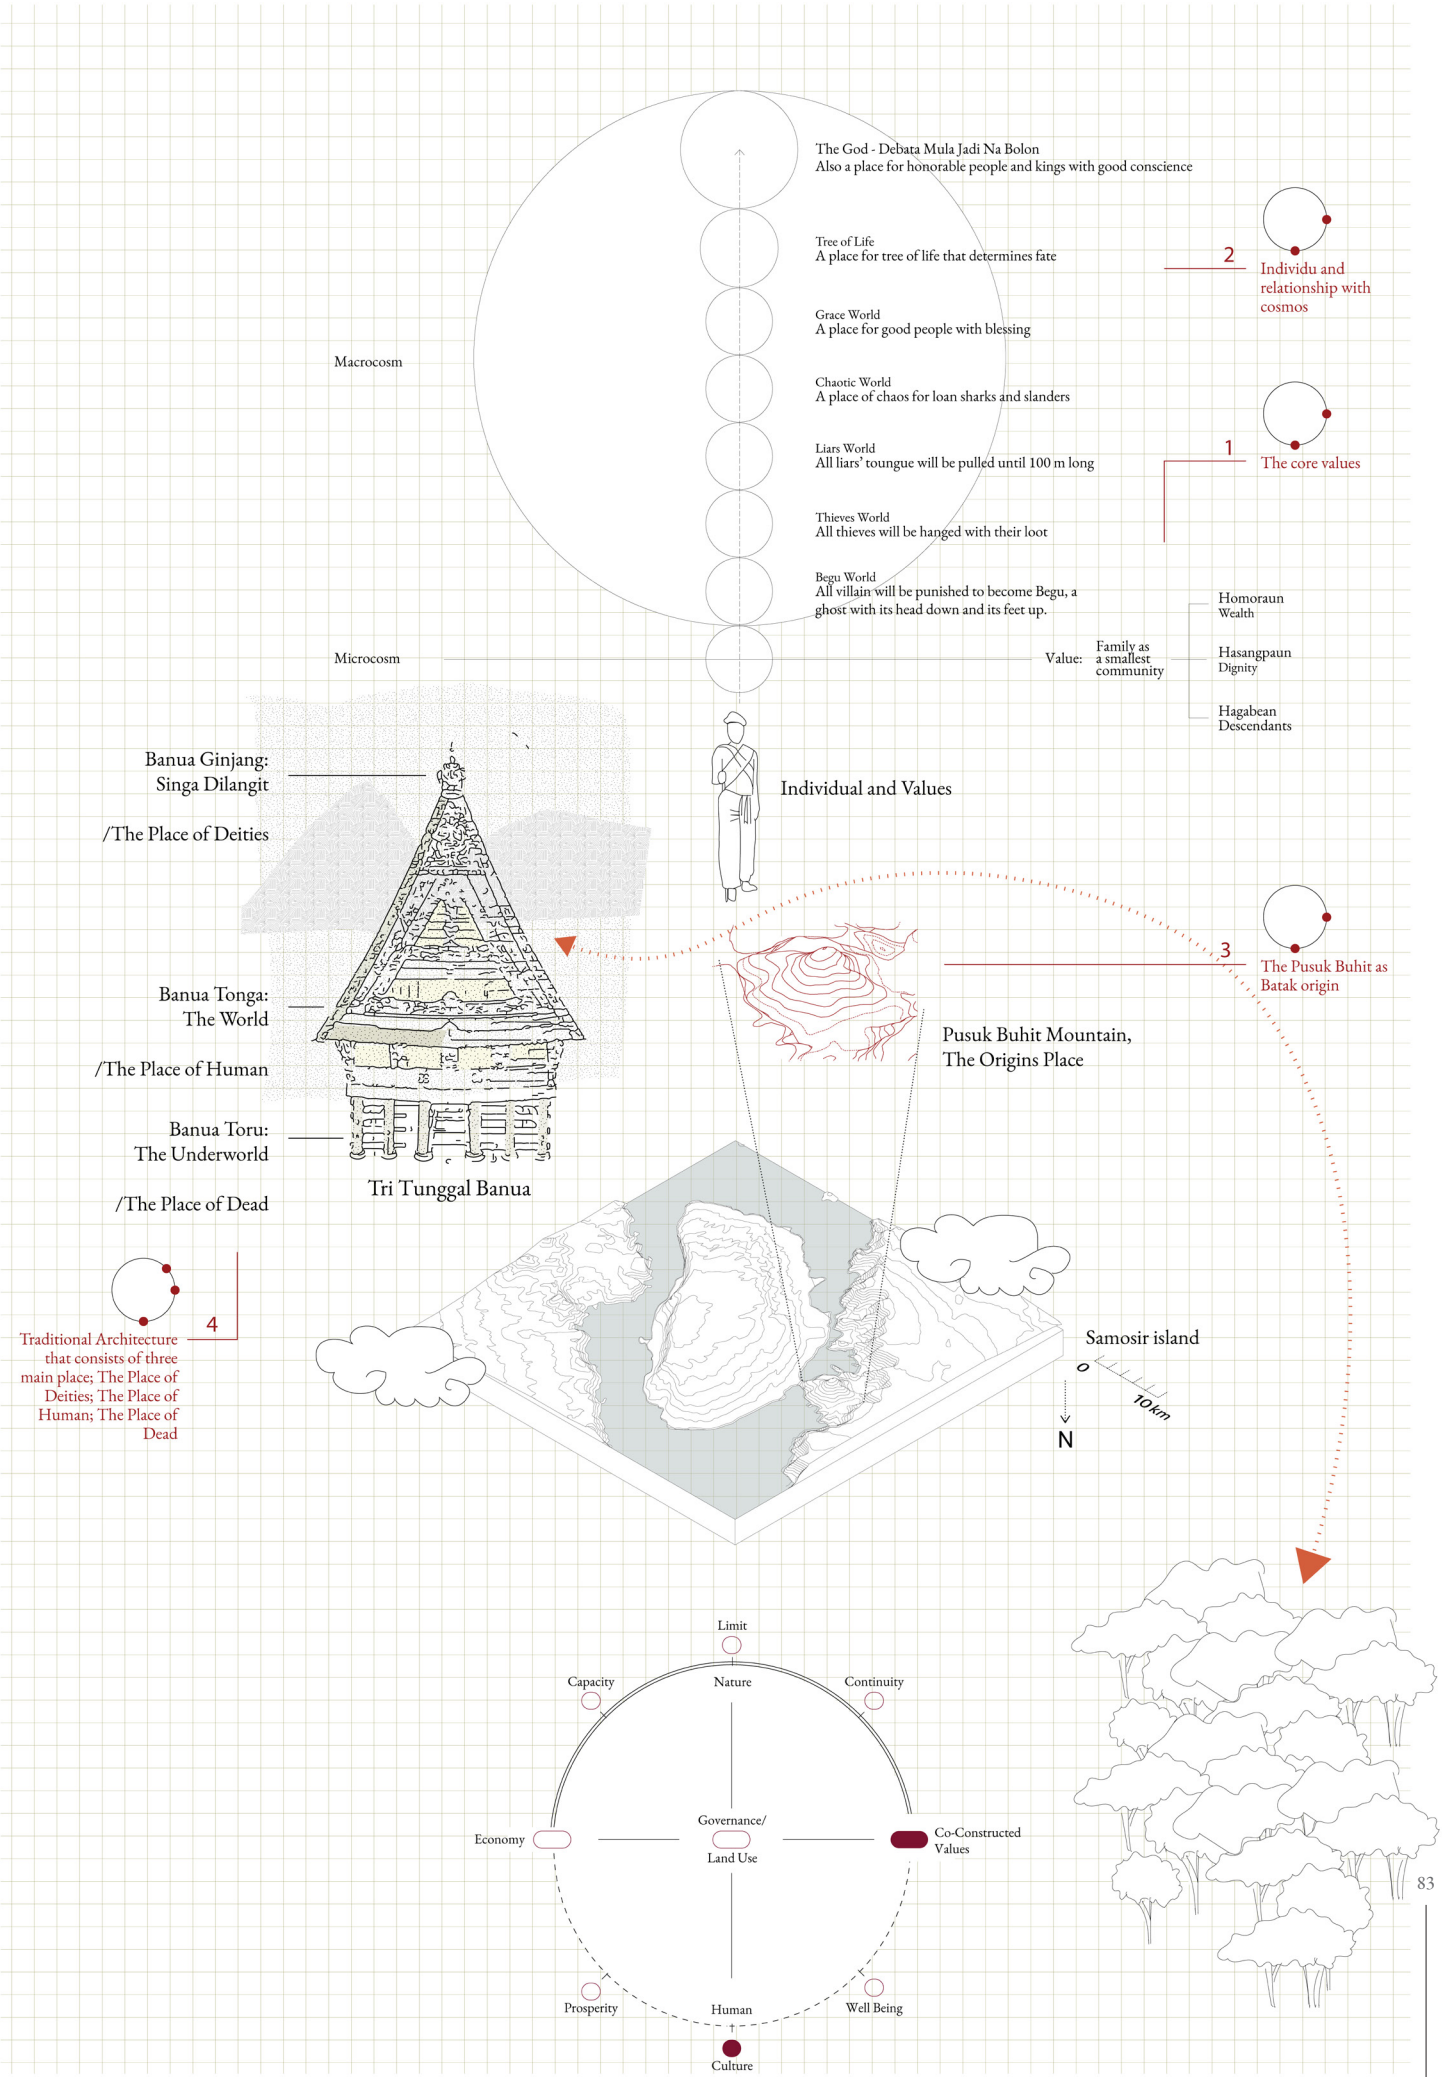 The God - Debata Mula Jadi Na Bolon
Also a place for honorable people and kings with good conscience
Tree of Life
A place for tree of life that determines fate
2
Individu and
relationship with
cosmos
Grace World
A place for good people with blessing
Macrocosm
Chaotic World
A place of chaos for loan sharks and slanders
Liars World
All liars' toungue will be pulled until 100 m long
1
The core values
Thieves World
All thieves will be hanged with their loot
Begu World
All villain will be punished to become Begu, a
ghost with its head down and its feet up.
Microcosm
Value:
Family as
a smallest
community
Homoraun
Wealth
Hasangpaun
Dignity
Hagabean
Descendants
Individual and Values
Banua Ginjang:
Singa Dilangit
/The Place of Deities
Banua Tonga:
The World
/The Place of Human
Banua Toru:
The Underworld
/The Place of Dead
Tri Tunggal Banua
3
The Pusuk Buhit as
Batak origin
Pusuk Buhit Mountain,
The Origins Place
4
Traditional Architecture
that consists of three
main place; The Place of
Deities; The Place of
Human; The Place of
Dead
Samosir island
0
10 km
N
Limit
Capacity
Nature
Continuity
Economy
Governance/
Land Use
Co-Constructed
Values
Prosperity
Human
Well Being
Culture
83